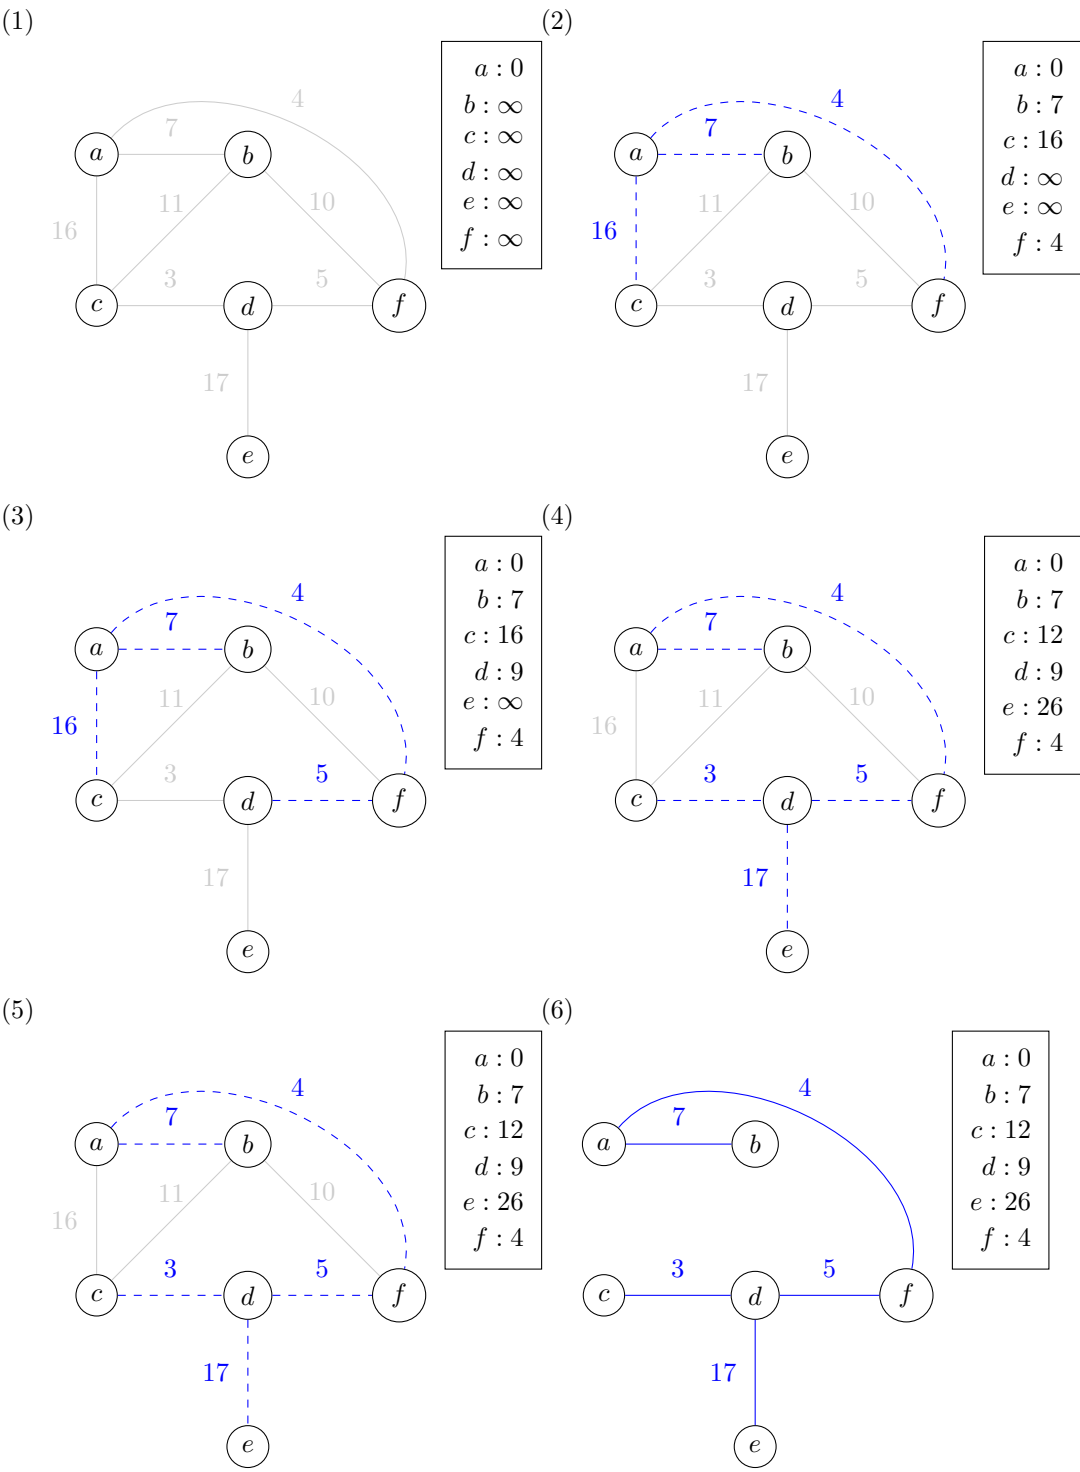 (1)
4
7
a
b
11
10
16
3
5
c
d
f
17
e
a : 0
b : ∞
c : ∞
d : ∞
e : ∞
f : ∞
(2)
4
7
a
b
11
10
16
3
5
c
d
f
17
e
a : 0
b : 7
c : 16
d : ∞
e : ∞
f : 4
(3)
4
7
a
b
11
10
16
3
5
c
d
f
17
e
a : 0
b : 7
c : 16
d : 9
e : ∞
f : 4
(4)
4
7
a
b
11
10
16
3
5
c
d
f
17
e
a : 0
b : 7
c : 12
d : 9
e : 26
f : 4
(5)
4
7
a
b
11
10
16
3
5
c
d
f
17
e
a : 0
b : 7
c : 12
d : 9
e : 26
f : 4
(6)
4
7
a
b
3
5
c
d
f
17
e
a : 0
b : 7
c : 12
d : 9
e : 26
f : 4